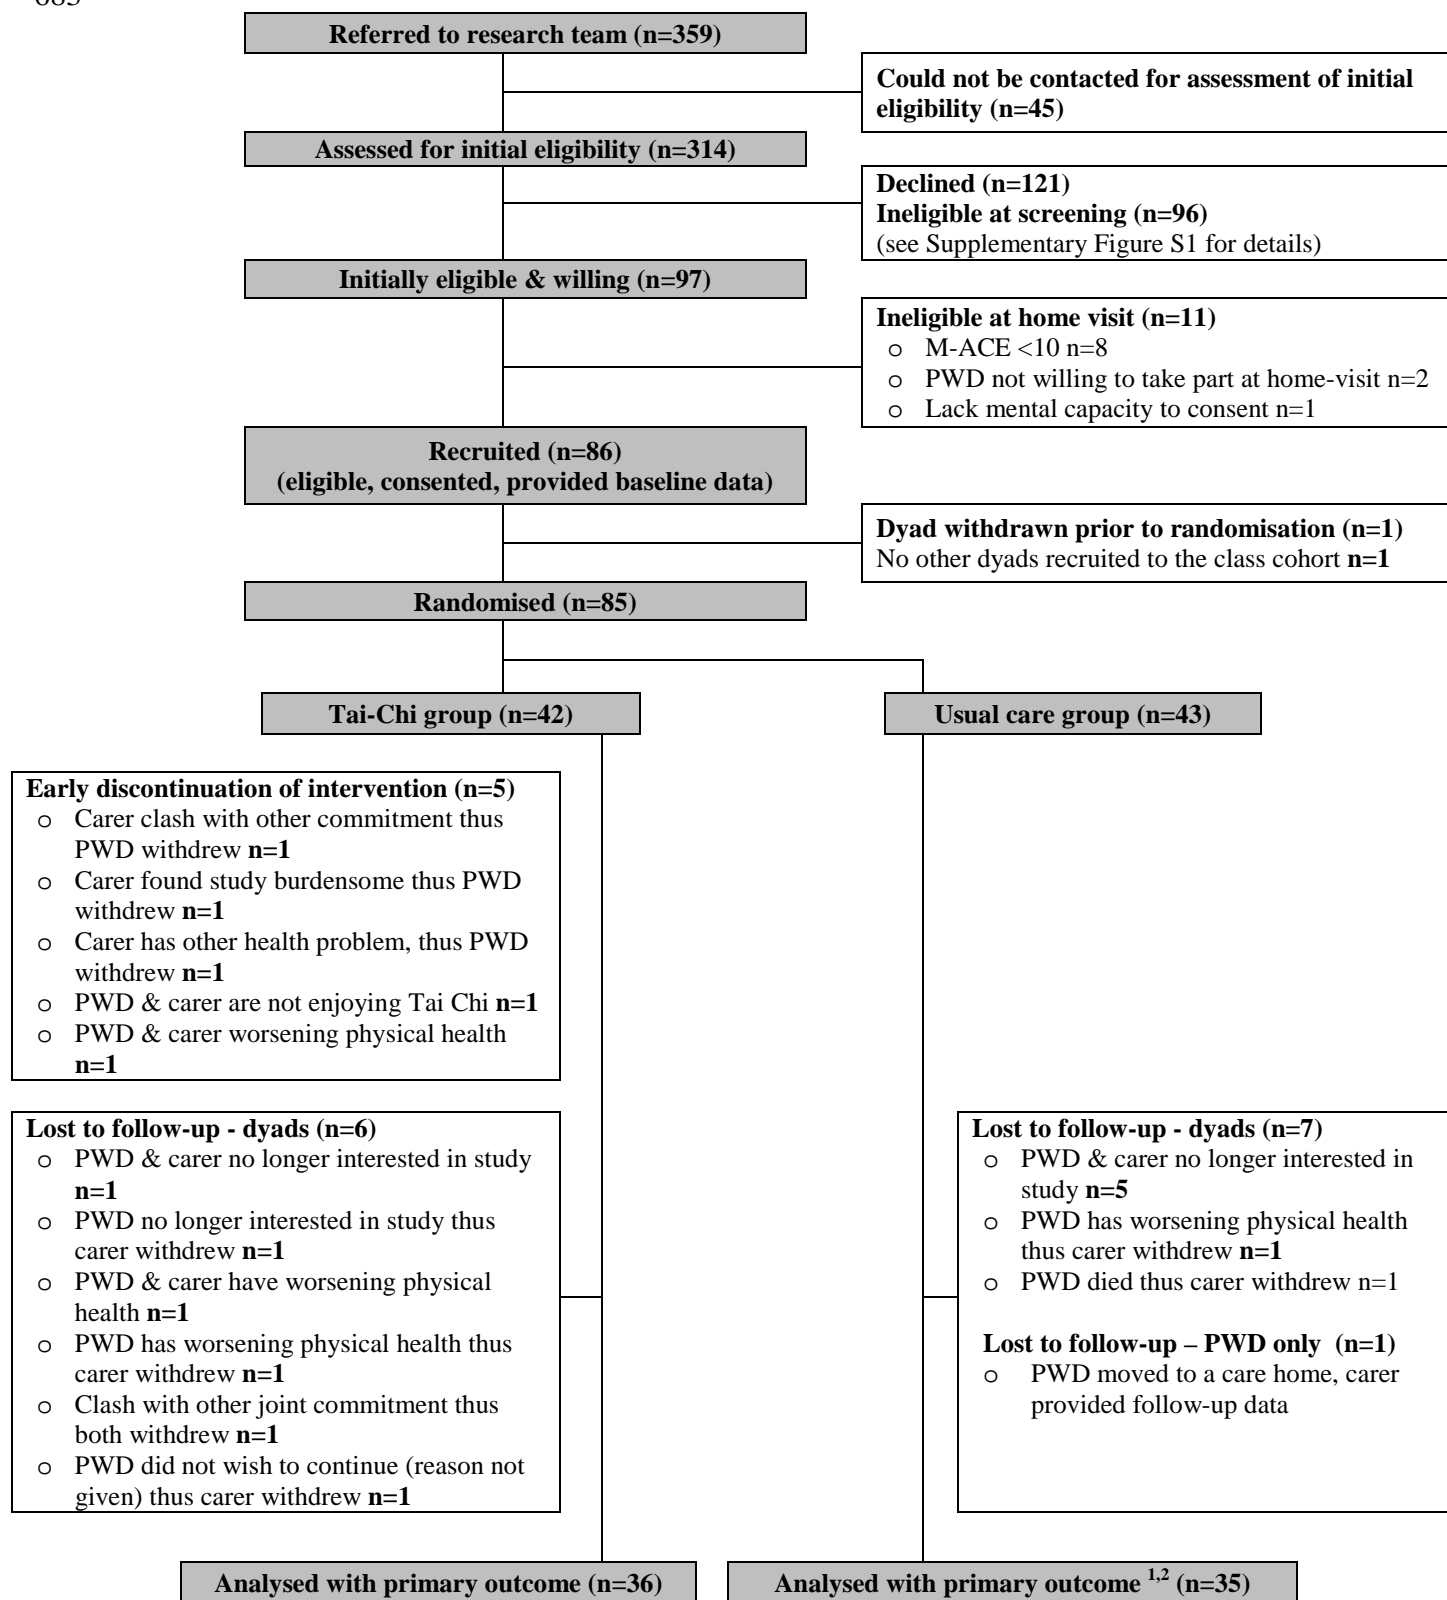 Referred to research team (n=359)
Could not be contacted for assessment of initial
eligibility (n=45)
Assessed for initial eligibility (n=314)
Declined (n=121)
Ineligible at screening (n=96)
(see Supplementary Figure S1 for details)
Initially eligible & willing (n=97)
Ineligible at home visit (n=11)
o M-ACE <10 n=8
o PWD not willing to take part at home-visit n=2
o Lack mental capacity to consent n=1
Recruited (n=86)
(eligible, consented, provided baseline data)
Dyad withdrawn prior to randomisation (n=1)
No other dyads recruited to the class cohort n=1
Randomised (n=85)
Tai-Chi group (n=42)
Usual care group (n=43)
Early discontinuation of intervention (n=5)
o Carer clash with other commitment thus
PWD withdrew n=1
o Carer found study burdensome thus PWD
withdrew n=1
o Carer has other health problem, thus PWD
withdrew n=1
o PWD & carer are not enjoying Tai Chi n=1
o PWD & carer worsening physical health
n=1
Lost to follow-up - dyads (n=6)
o PWD & carer no longer interested in study
n=1
o PWD no longer interested in study thus
carer withdrew n=1
o PWD & carer have worsening physical
health n=1
o PWD has worsening physical health thus
carer withdrew n=1
o Clash with other joint commitment thus
both withdrew n=1
o PWD did not wish to continue (reason not
given) thus carer withdrew n=1
Lost to follow-up - dyads (n=7)
o PWD & carer no longer interested in
study n=5
o PWD has worsening physical health
thus carer withdrew n=1
o PWD died thus carer withdrew n=1
Lost to follow-up – PWD only (n=1)
o PWD moved to a care home, carer
provided follow-up data
Analysed with primary outcome (n=36)
Analysed with primary outcome 1,2 (n=35)